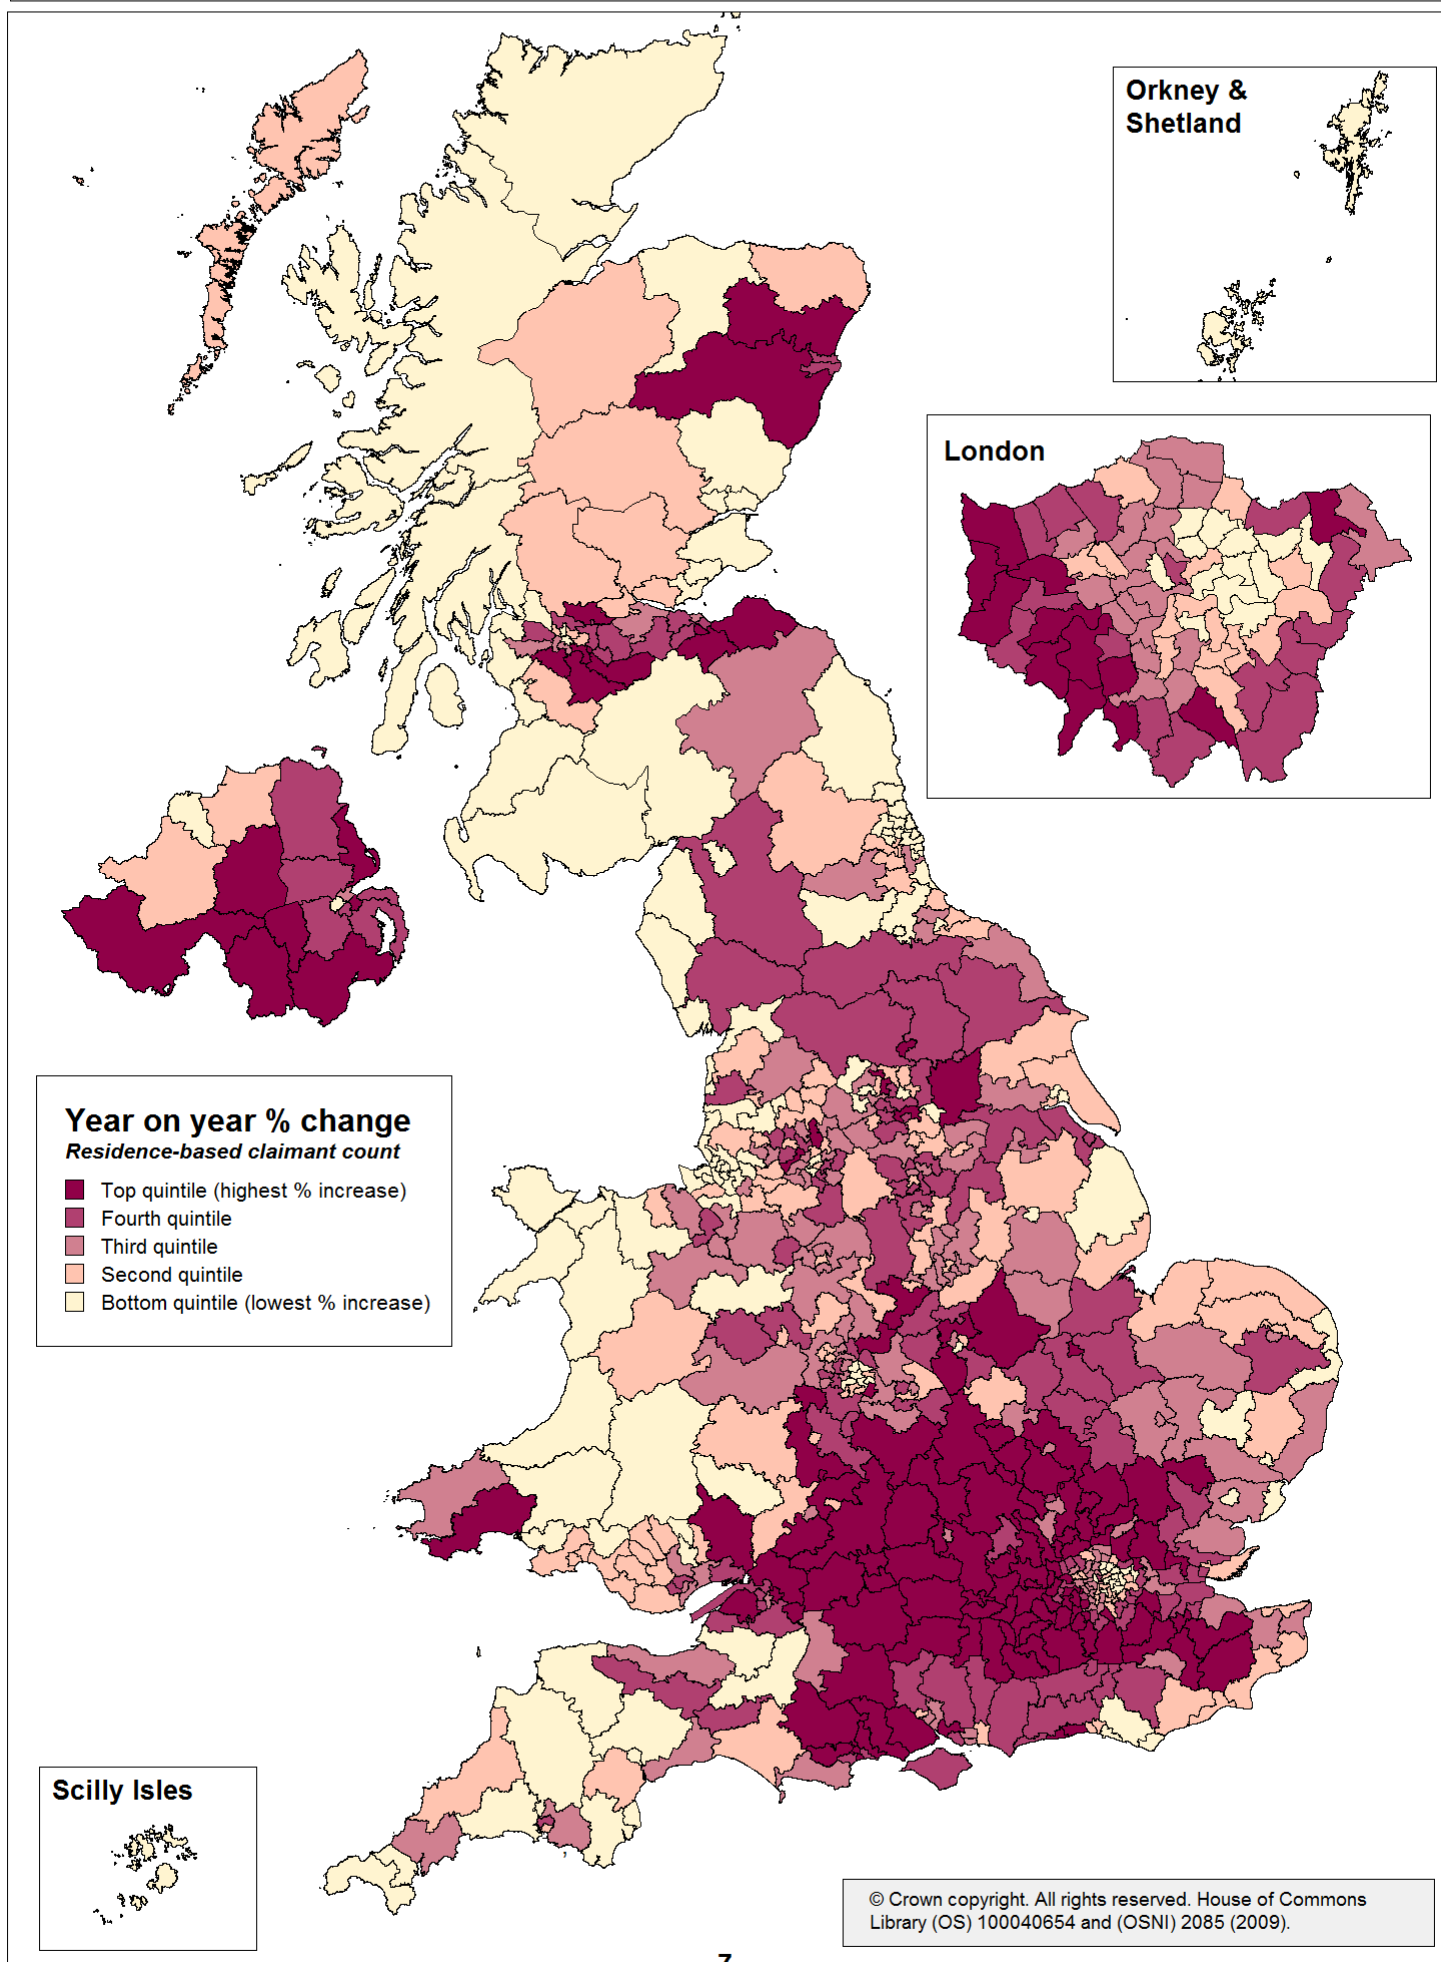 Orkney &
Shetland
London
Year on year % change
Residence-based claimant count
Top quintile (highest % increase)
Fourth quintile
Third quintile
Second quintile
Bottom quintile (lowest % increase)
Scilly Isles
© Crown copyright. All rights reserved. House of Commons
Library (OS) 100040654 and (OSNI) 2085 (2009).